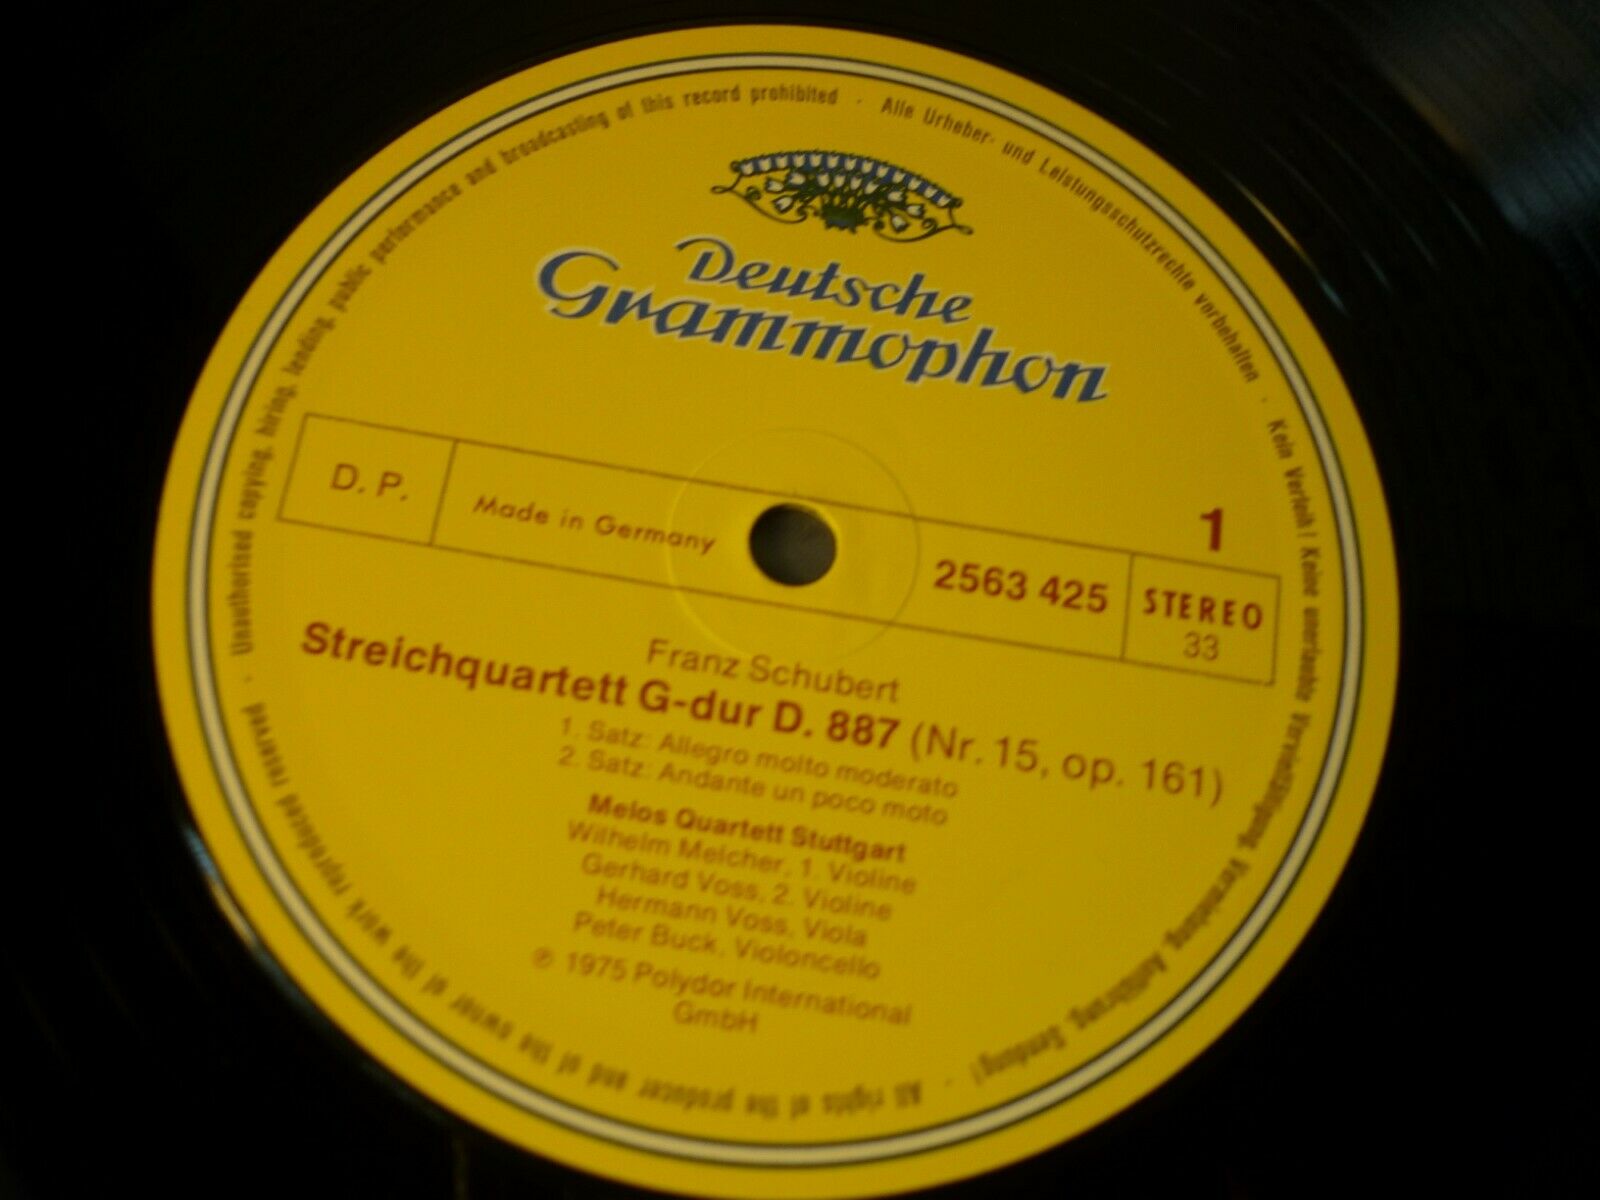 Unauthorised copying, hiring, lending, public performance and broadcasting of this record prohibited · Alle Urheber- und Leistungsschutzrechte vorbehalten · Kein Verleih! Keine unerlaubte Vervielfältigung, Vermietung, Aufführung, Sendung! · All rights of the producer and of the owner of the work reproduced reserved ·
Deutsche
Grammophon
1
D. P.
Made in Germany
2563 425
STEREO
33
Franz Schubert
Streichquartett G-dur D. 887 (Nr. 15, op. 161)
1. Satz: Allegro molto moderato
2. Satz: Andante un poco moto
Melos Quartett Stuttgart
Wilhelm Melcher, 1. Violine
Gerhard Voss, 2. Violine
Hermann Voss, Viola
Peter Buck, Violoncello
℗ 1975 Polydor International
GmbH